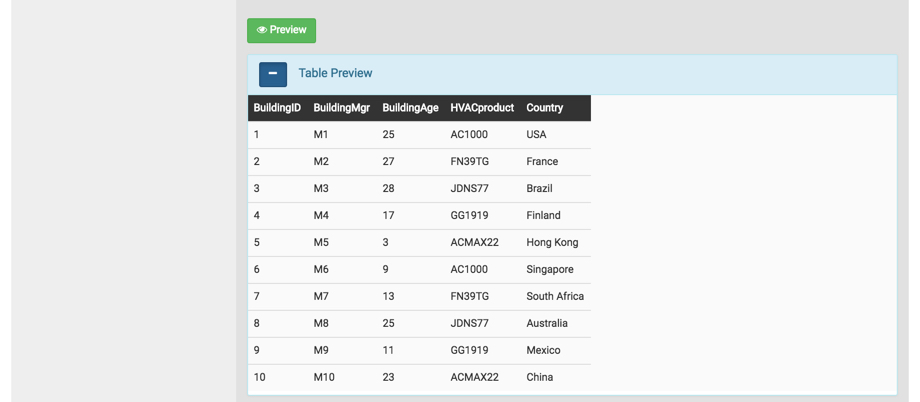 Preview
Table Preview
BuildingID BuildingMgr BuildingAge HVACproduct Country
1 M1 25 AC1000 USA
2 M2 27 FN39TG France
3 M3 28 JDNS77 Brazil
4 M4 17 GG1919 Finland
5 M5 3 ACMAX22 Hong Kong
6 M6 9 AC1000 Singapore
7 M7 13 FN39TG South Africa
8 M8 25 JDNS77 Australia
9 M9 11 GG1919 Mexico
10 M10 23 ACMAX22 China